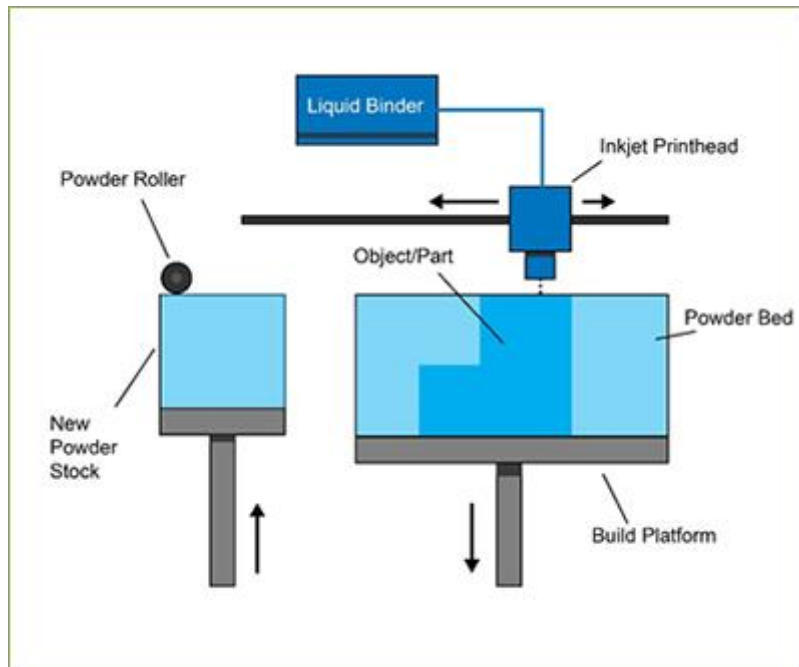 Liquid Binder
Inkjet Printhead
Powder Roller
Object/Part
Powder Bed
New
Powder
Stock
Build Platform